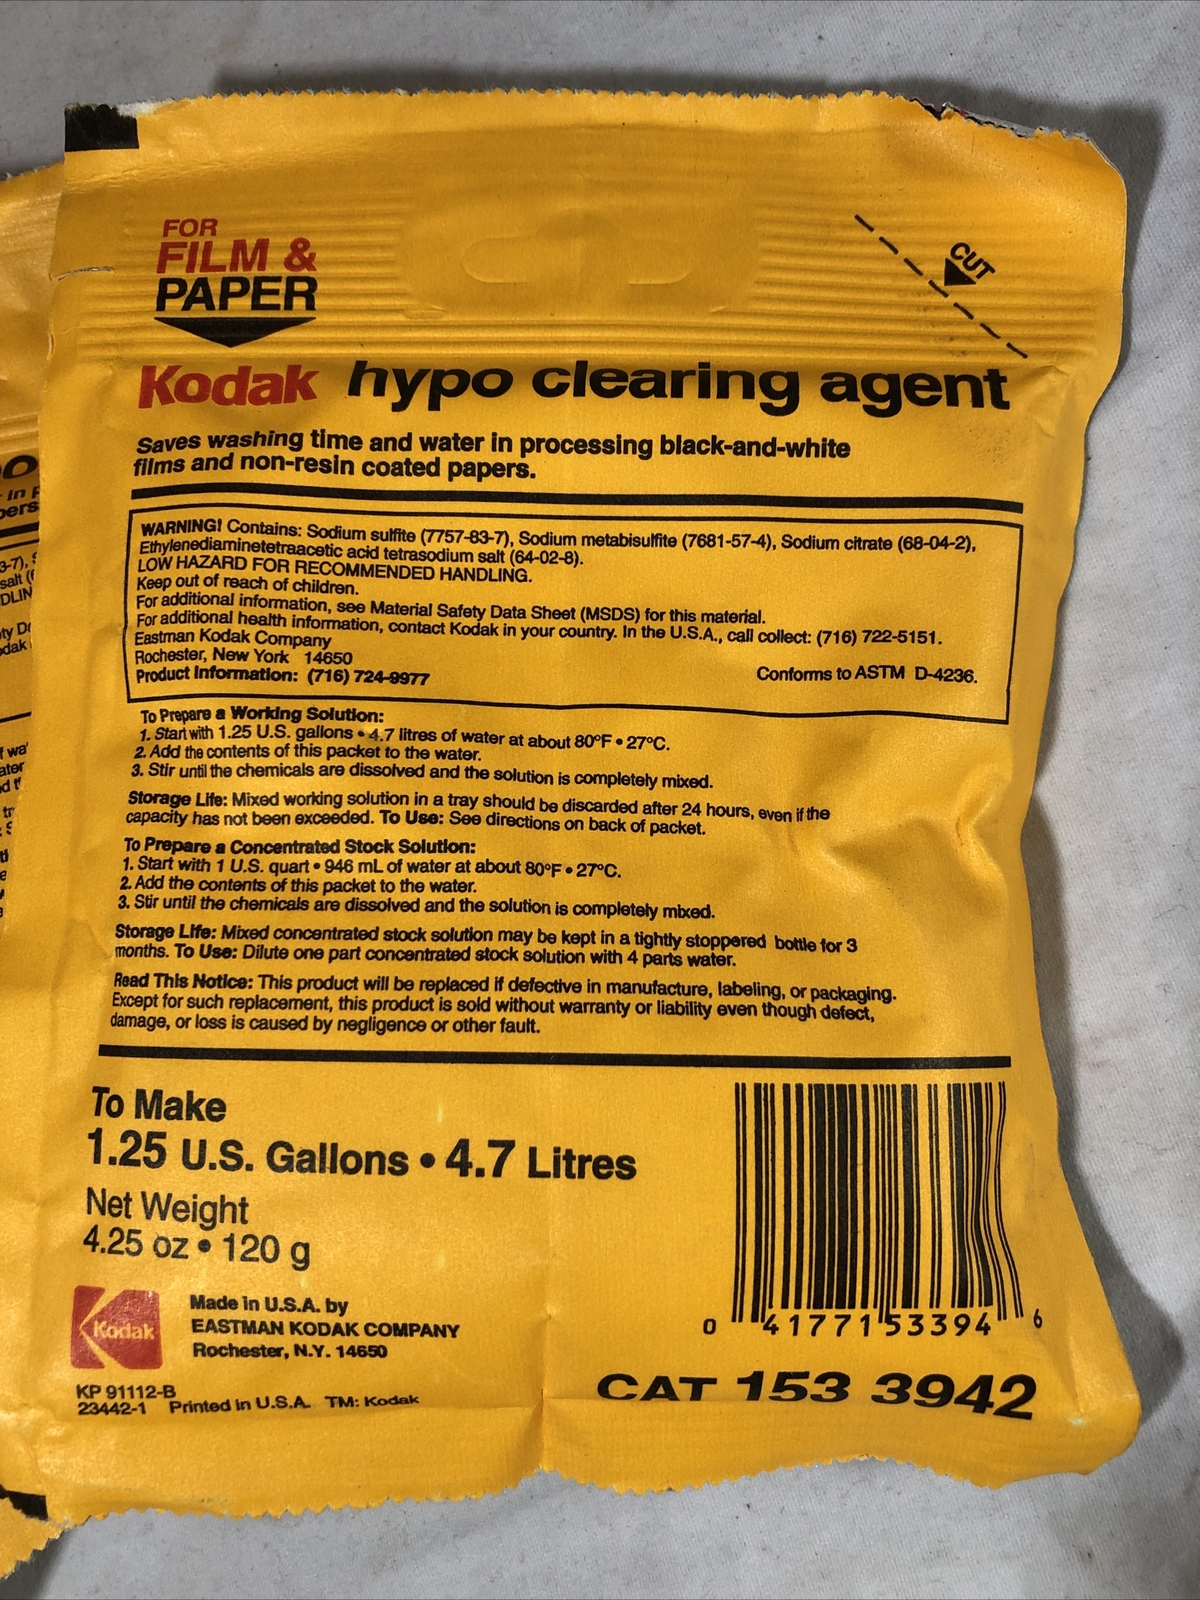 FOR
FILM &
PAPER
CUT
Kodak hypo clearing agent
Saves washing time and water in processing black-and-white
films and non-resin coated papers.
WARNING! Contains: Sodium sulfite (7757-83-7), Sodium metabisulfite (7681-57-4), Sodium citrate (68-04-2),
Ethylenediaminetetraacetic acid tetrasodium salt (64-02-8).
LOW HAZARD FOR RECOMMENDED HANDLING.
Keep out of reach of children.
For additional information, see Material Safety Data Sheet (MSDS) for this material.
For additional health information, contact Kodak in your country. In the U.S.A., call collect: (716) 722-5151.
Eastman Kodak Company
Rochester, New York 14650
Product Information: (716) 724-9977 Conforms to ASTM D-4236.
To Prepare a Working Solution:
1. Start with 1.25 U.S. gallons • 4.7 litres of water at about 80°F • 27°C.
2. Add the contents of this packet to the water.
3. Stir until the chemicals are dissolved and the solution is completely mixed.
Storage Life: Mixed working solution in a tray should be discarded after 24 hours, even if the
capacity has not been exceeded. To Use: See directions on back of packet.
To Prepare a Concentrated Stock Solution:
1. Start with 1 U.S. quart • 946 mL of water at about 80°F • 27°C.
2. Add the contents of this packet to the water.
3. Stir until the chemicals are dissolved and the solution is completely mixed.
Storage Life: Mixed concentrated stock solution may be kept in a tightly stoppered bottle for 3
months. To Use: Dilute one part concentrated stock solution with 4 parts water.
Read This Notice: This product will be replaced if defective in manufacture, labeling, or packaging.
Except for such replacement, this product is sold without warranty or liability even though defect,
damage, or loss is caused by negligence or other fault.
To Make
1.25 U.S. Gallons • 4.7 Litres
Net Weight
4.25 oz • 120 g
Kodak
Made in U.S.A. by
EASTMAN KODAK COMPANY
Rochester, N.Y. 14650
KP 91112-B
23442-1 Printed in U.S.A. TM: Kodak
0 41771 53394 6
CAT 153 3942